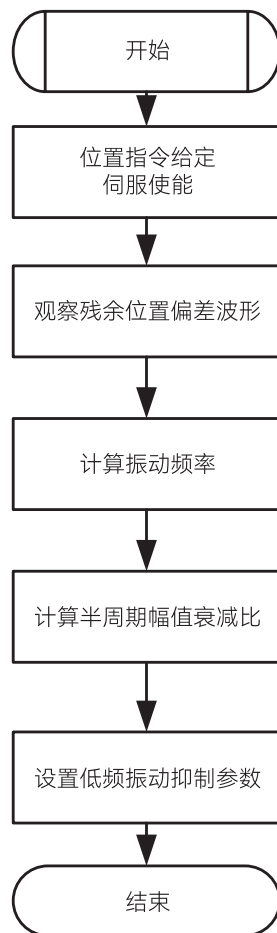 开始
位置指令给定
伺服使能
观察残余位置偏差波形
计算振动频率
计算半周期幅值衰减比
设置低频振动抑制参数
结束